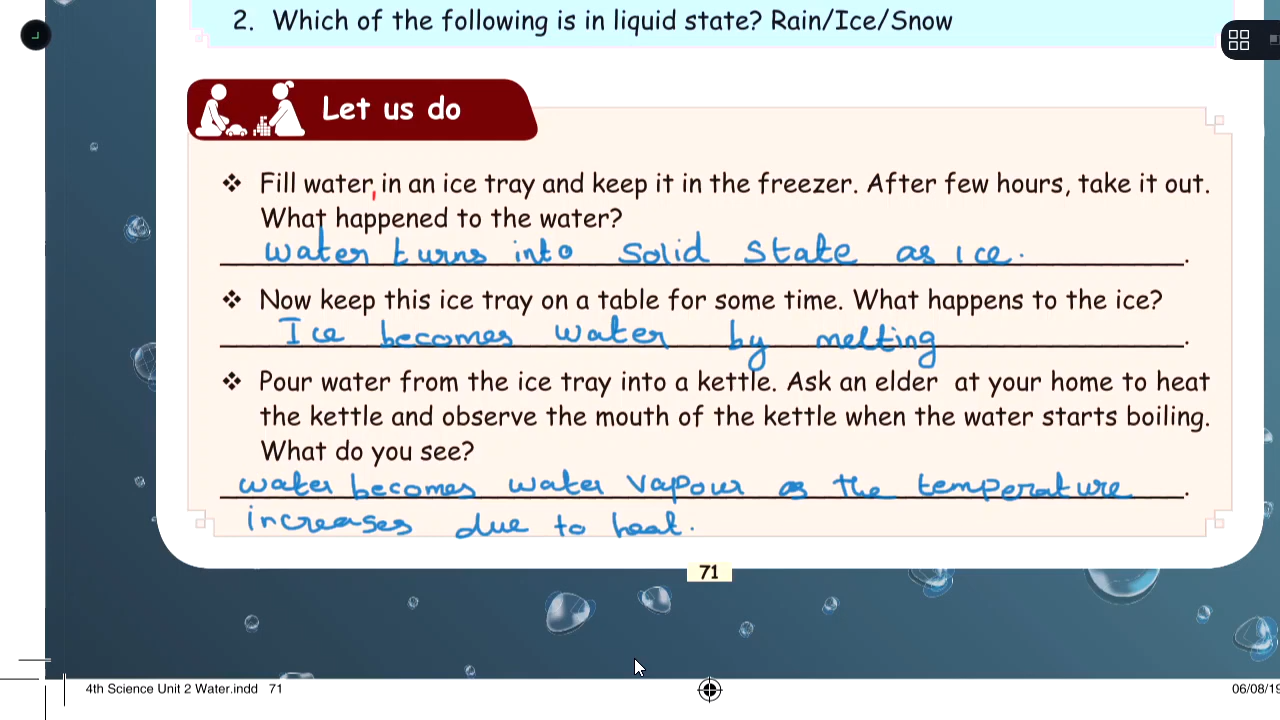 2. Which of the following is in liquid state? Rain/Ice/Snow
Let us do
❖ Fill water in an ice tray and keep it in the freezer. After few hours, take it out.
What happened to the water?
water turns into solid state as ice.
❖ Now keep this ice tray on a table for some time. What happens to the ice?
Ice becomes water by melting
❖ Pour water from the ice tray into a kettle. Ask an elder at your home to heat
the kettle and observe the mouth of the kettle when the water starts boiling.
What do you see?
water becomes water vapour as the temperature
increases due to heat.
71
4th Science Unit 2 Water.indd 71
06/08/19